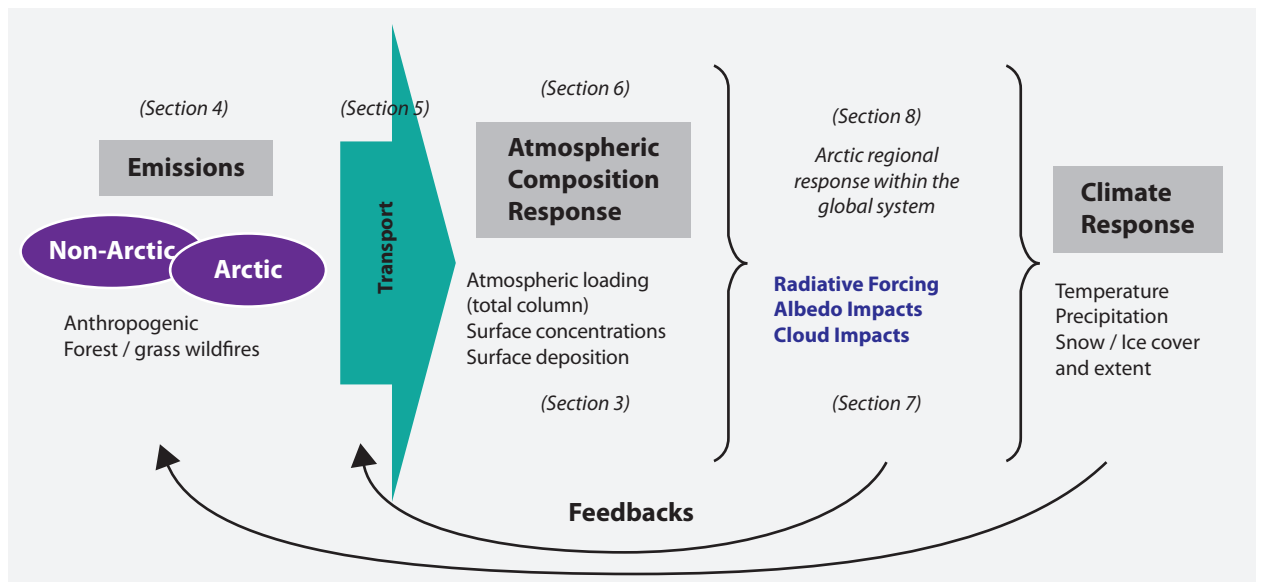 (Section 4)
Emissions
Non-Arctic
Arctic
Anthropogenic
Forest / grass wildfires
(Section 5)
Transport
(Section 6)
Atmospheric
Composition
Response
Atmospheric loading
(total column)
Surface concentrations
Surface deposition
(Section 3)
(Section 8)
Arctic regional
response within the
global system
Radiative Forcing
Albedo Impacts
Cloud Impacts
(Section 7)
Climate
Response
Temperature
Precipitation
Snow / Ice cover
and extent
Feedbacks